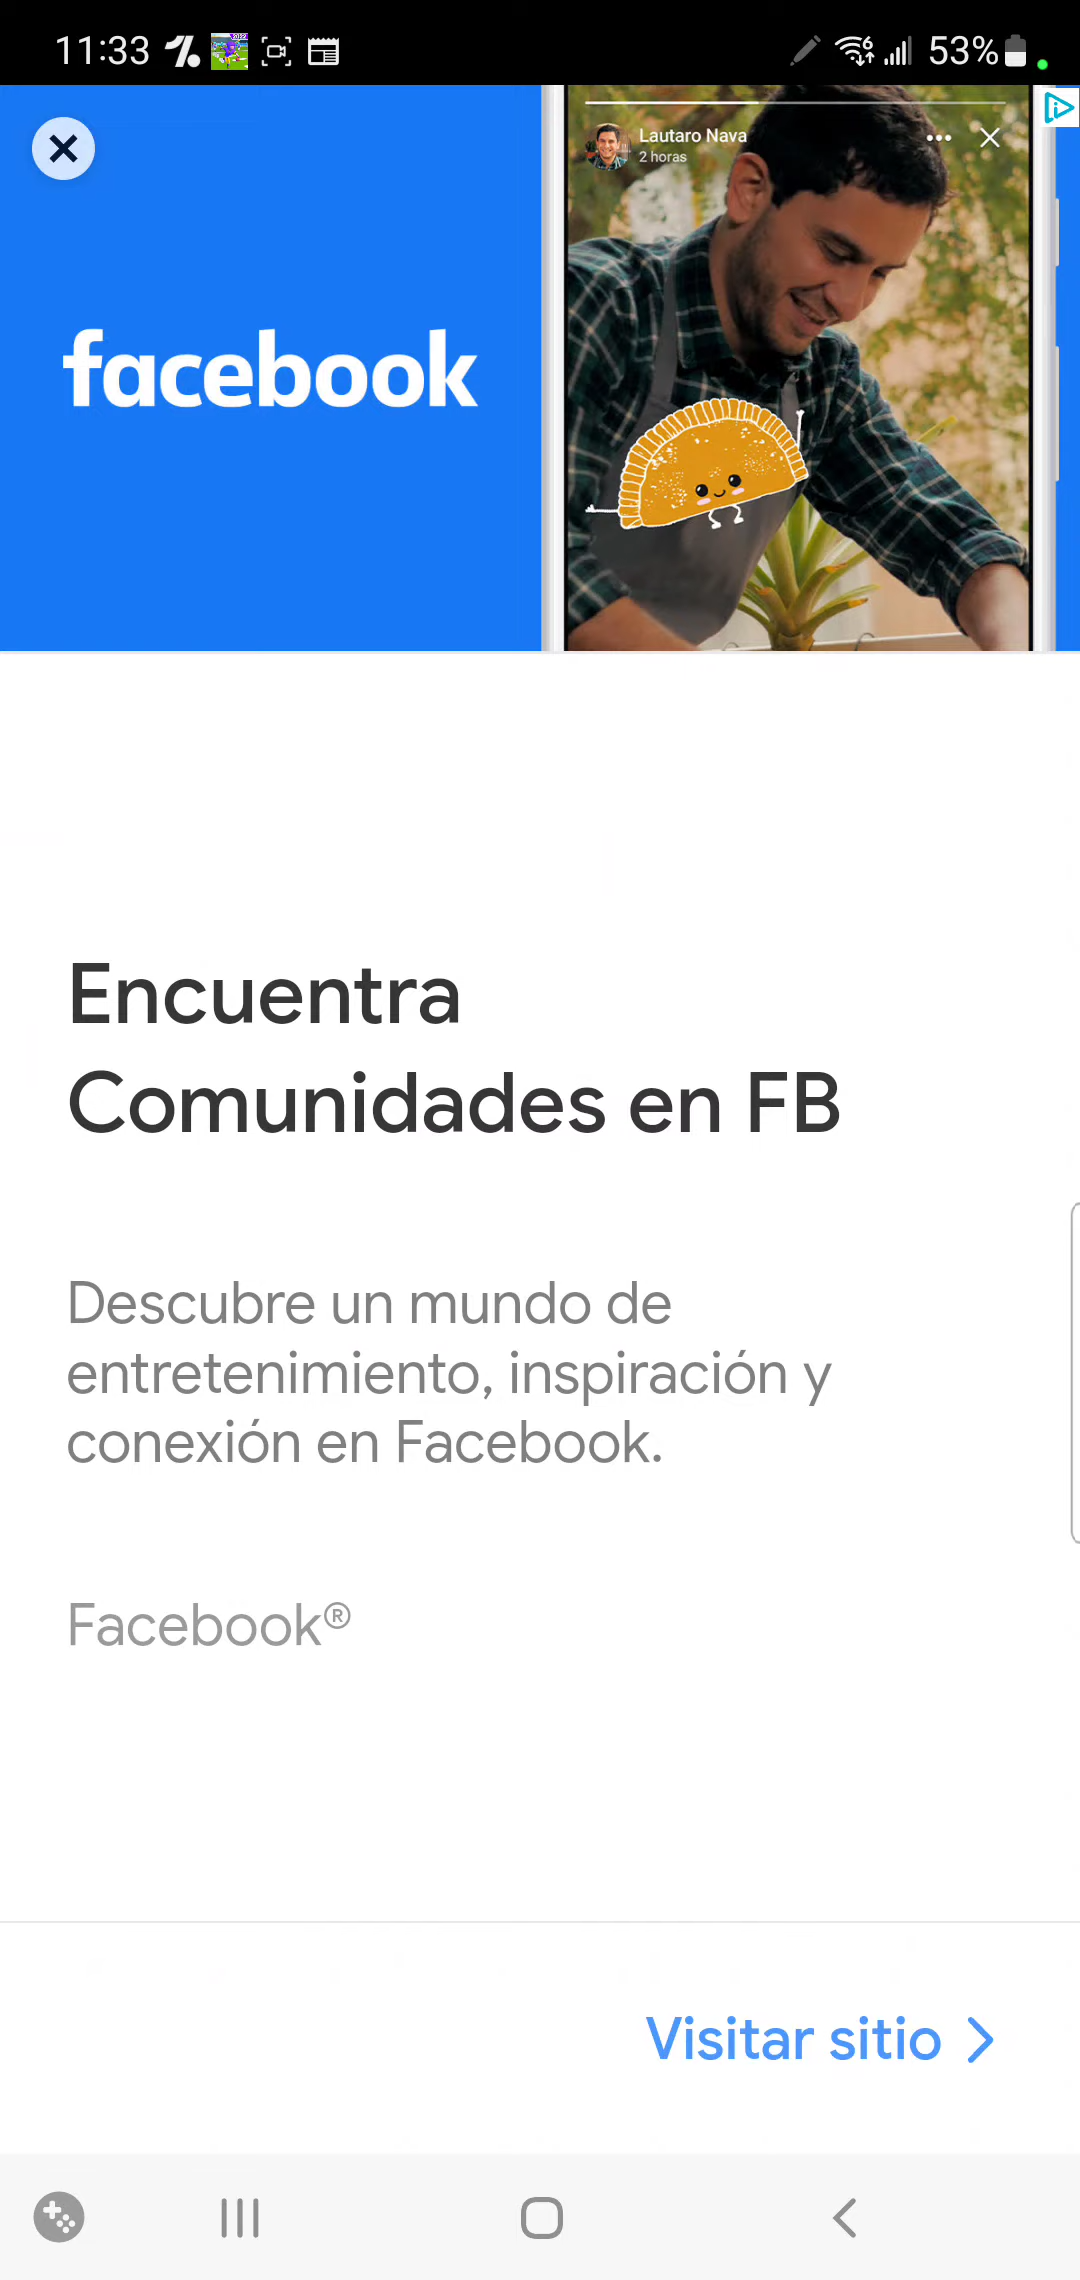 11:33
53%
Lautaro Nava
2 horas
facebook
Encuentra
Comunidades en FB
Descubre un mundo de
entretenimiento, inspiración y
conexión en Facebook.
Facebook®
Visitar sitio